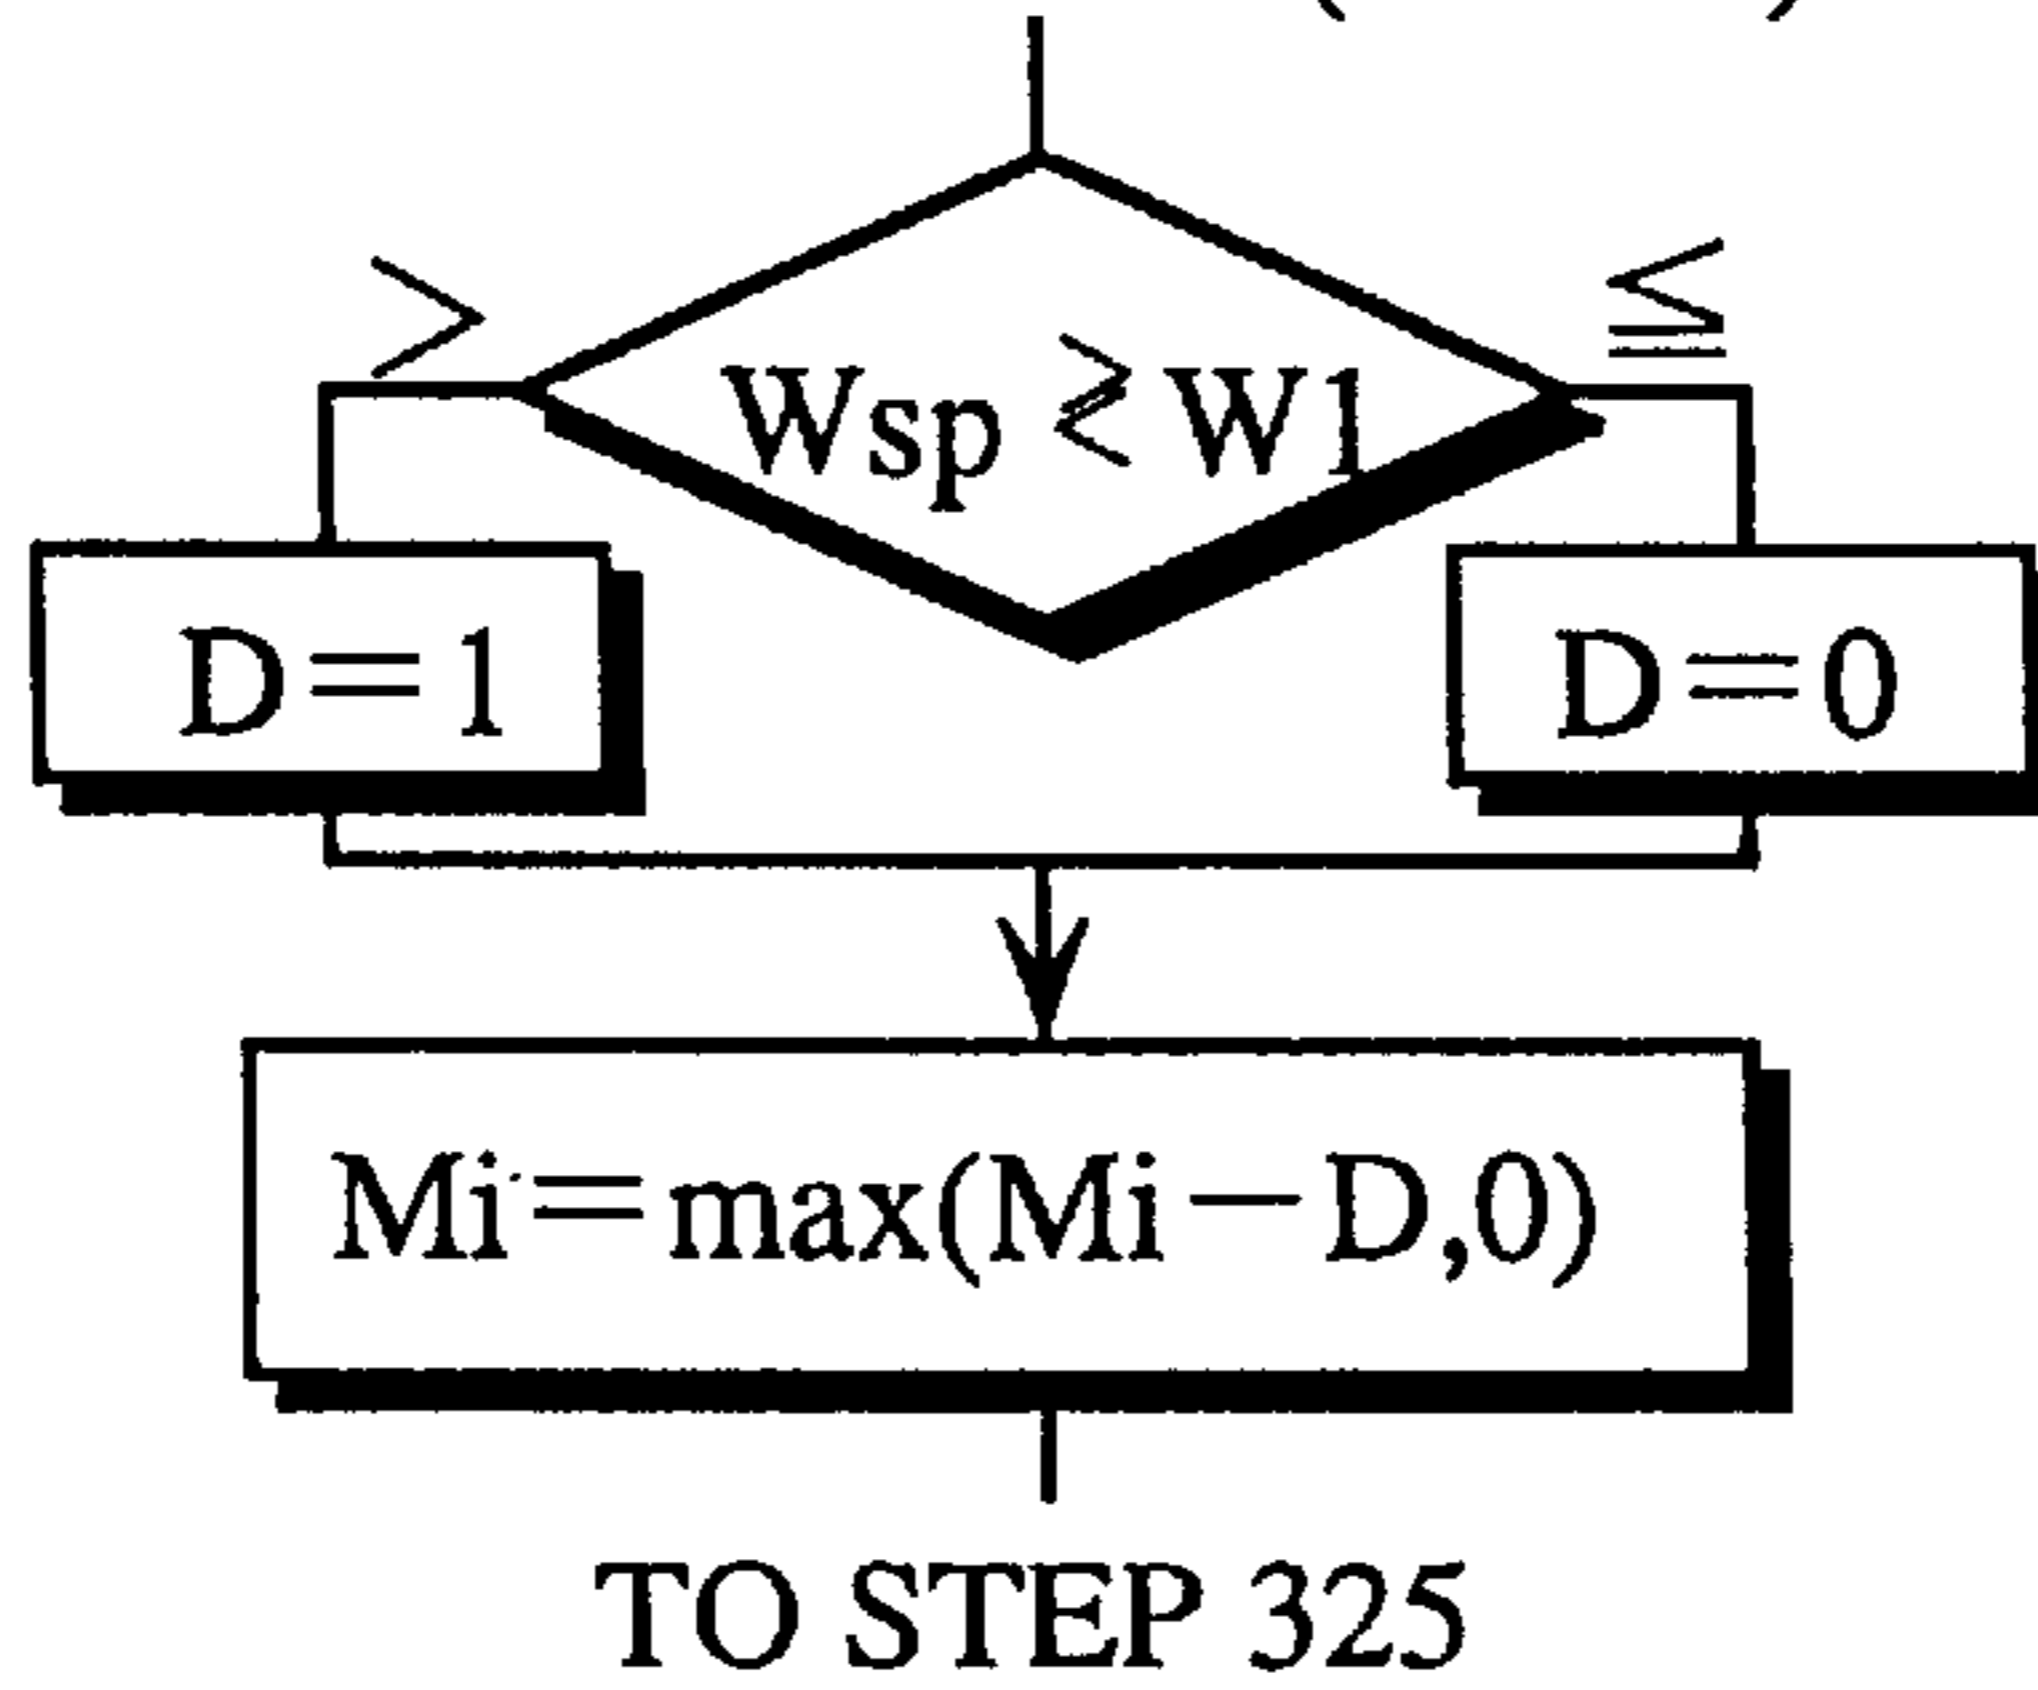 > ≦
Wsp ≷ W1
D=1 D=0
Mi=max(Mi-D,0)
TO STEP 325